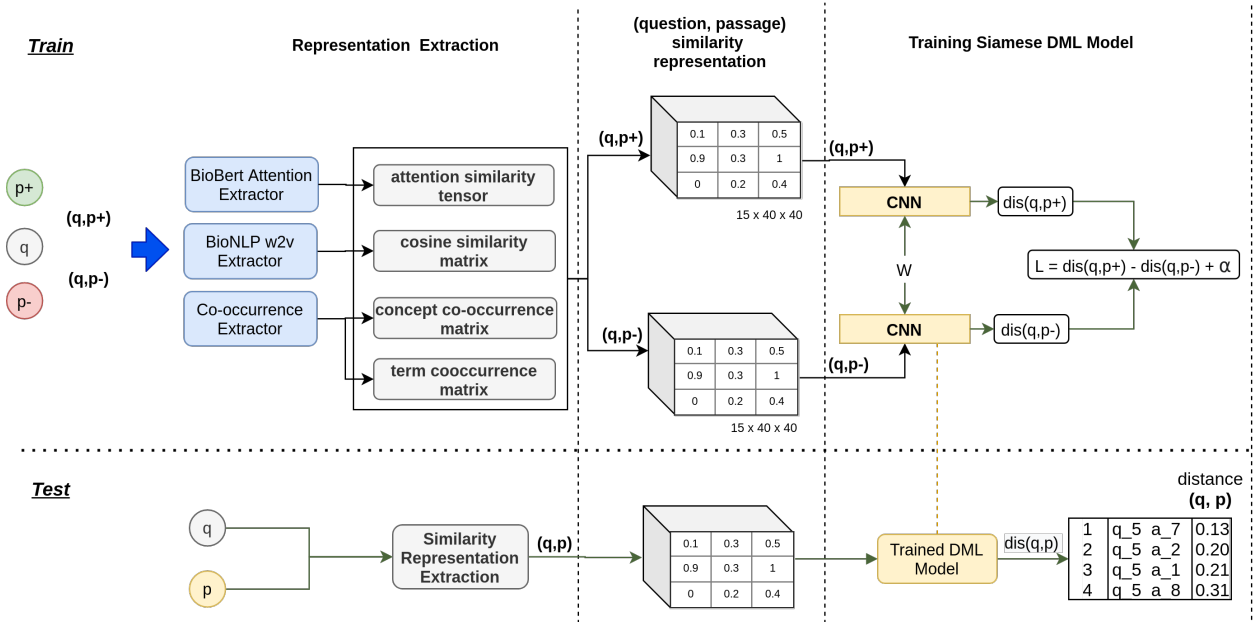 Train
Representation Extraction
(question, passage)
similarity
representation
Training Siamese DML Model
p+
q
p-
(q,p+)
(q,p-)
BioBert Attention
Extractor
BioNLP w2v
Extractor
Co-occurrence
Extractor
attention similarity
tensor
cosine similarity
matrix
concept co-occurrence
matrix
term cooccurrence
matrix
(q,p+)
0.1 0.3 0.5
0.9 0.3 1
0 0.2 0.4
15 x 40 x 40
(q,p-)
0.1 0.3 0.5
0.9 0.3 1
0 0.2 0.4
15 x 40 x 40
(q,p+)
CNN
dis(q,p+)
W
L = dis(q,p+) - dis(q,p-) + α
CNN
dis(q,p-)
(q,p-)
Test
q
p
Similarity
Representation
Extraction
(q,p)
0.1 0.3 0.5
0.9 0.3 1
0 0.2 0.4
Trained DML
Model
dis(q,p)
distance
(q, p)
1 q_5 a_7 0.13
2 q_5 a_2 0.20
3 q_5 a_1 0.21
4 q_5 a_8 0.31